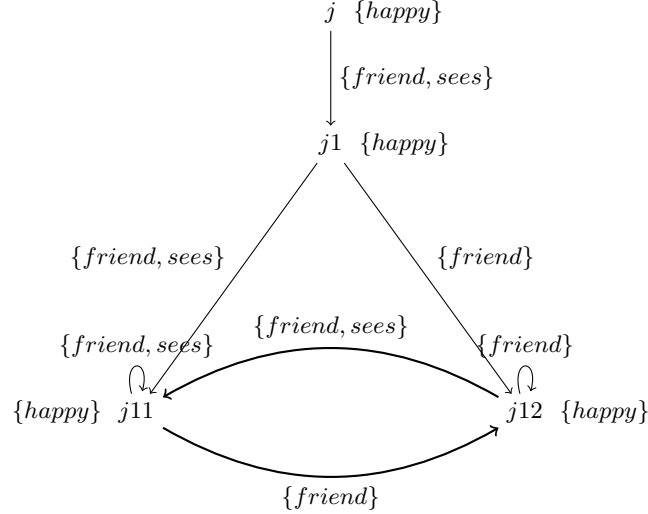 j {happy}
{friend, sees}
j1 {happy}
{friend, sees}
{friend}
{friend, sees}
{friend, sees}
{friend}
{happy} j11
j12 {happy}
{friend}